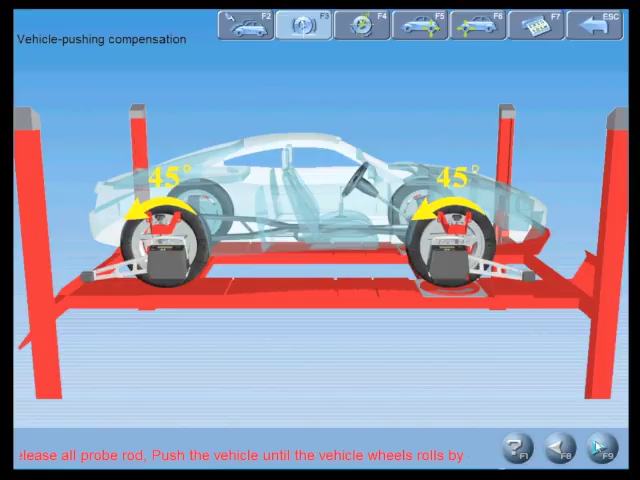 F2
F3
F4
F5
F6
F7
ESC
Vehicle-pushing compensation
45°
45°
elease all probe rod, Push the vehicle until the vehicle wheels rolls by
F1
F8
F9